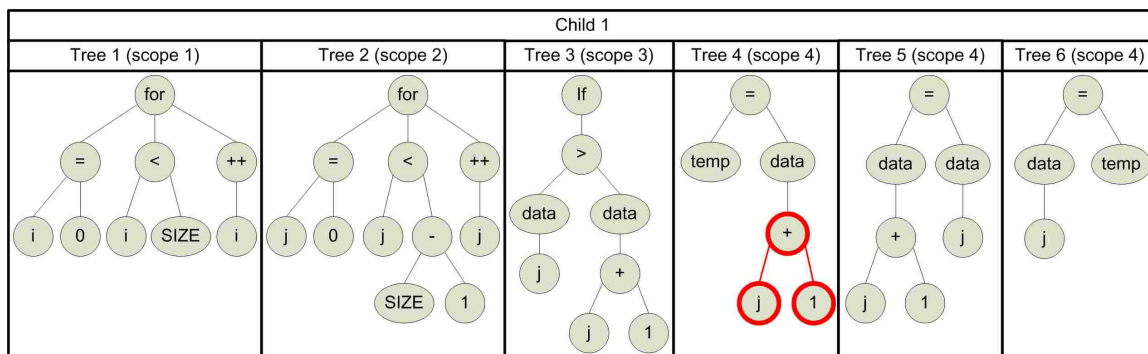 Child 1
Tree 1 (scope 1) Tree 2 (scope 2) Tree 3 (scope 3) Tree 4 (scope 4) Tree 5 (scope 4) Tree 6 (scope 4)
for for If = = =
= < ++ = < ++ > temp data data data data temp
i 0 i SIZE i j 0 j - j data data + + j j
SIZE 1 j + j 1 j 1
j 1